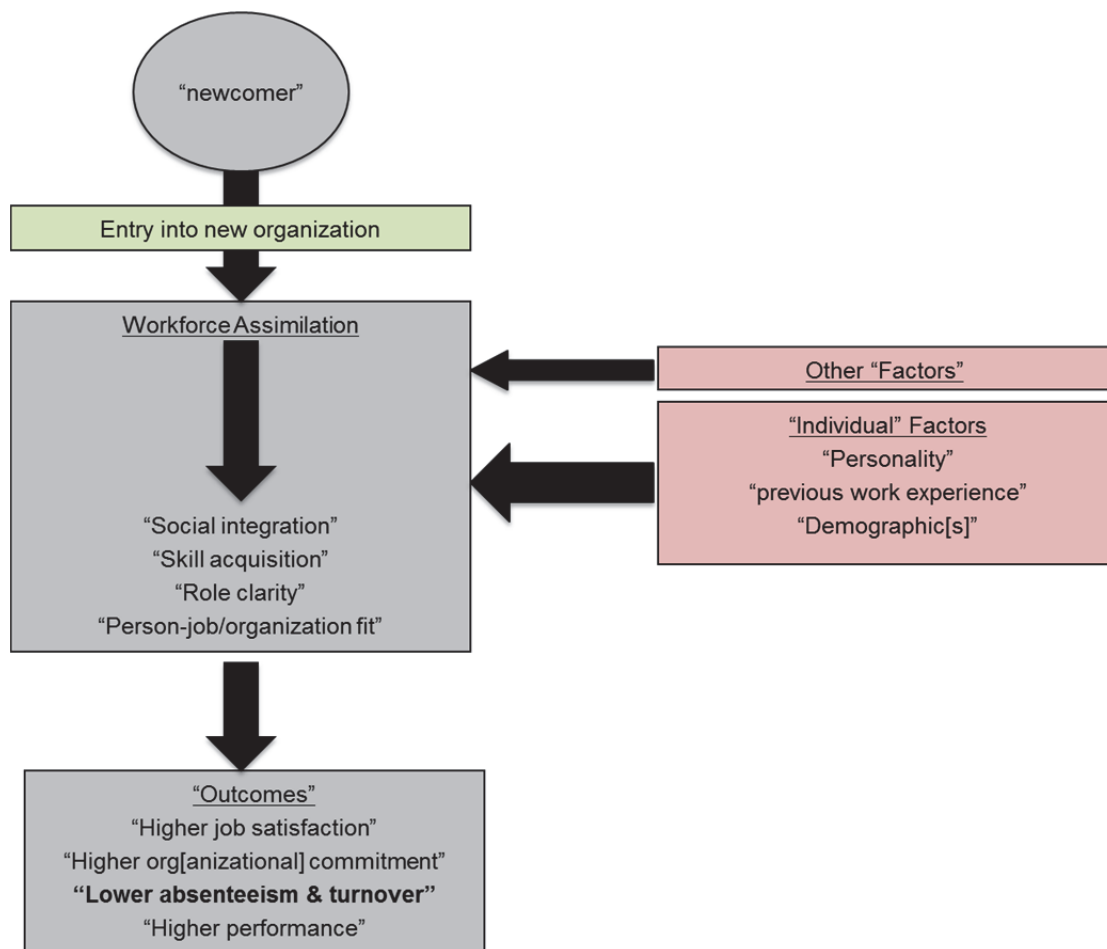 “newcomer”
Entry into new organization
Workforce Assimilation
“Social integration”
“Skill acquisition”
“Role clarity”
“Person-job/organization fit”
Other “Factors”
“Individual” Factors
“Personality”
“previous work experience”
“Demographic[s]”
“Outcomes”
“Higher job satisfaction”
“Higher org[anizational] commitment”
“Lower absenteeism & turnover”
“Higher performance”